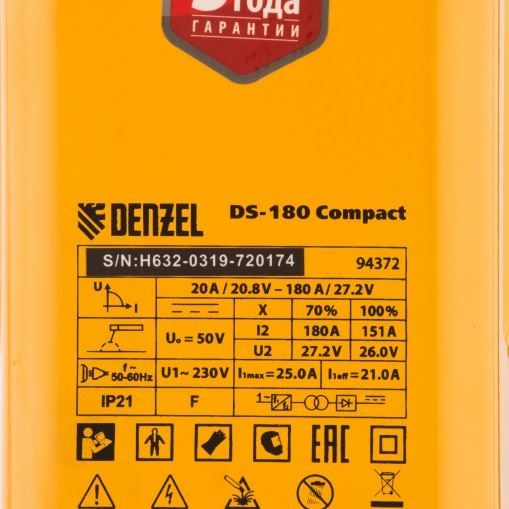 года
ГАРАНТИИ
DENZEL DS-180 Compact
S/N:H632-0319-720174 94372
U I 20A / 20.8V – 180 A / 27.2V
X 70% 100%
U₀ = 50V I2 180A 151A
U2 27.2V 26.0V
1~ 50-60Hz U1~ 230V I1max = 25.0A I1eff = 21.0A
IP21 F 1~
EAC